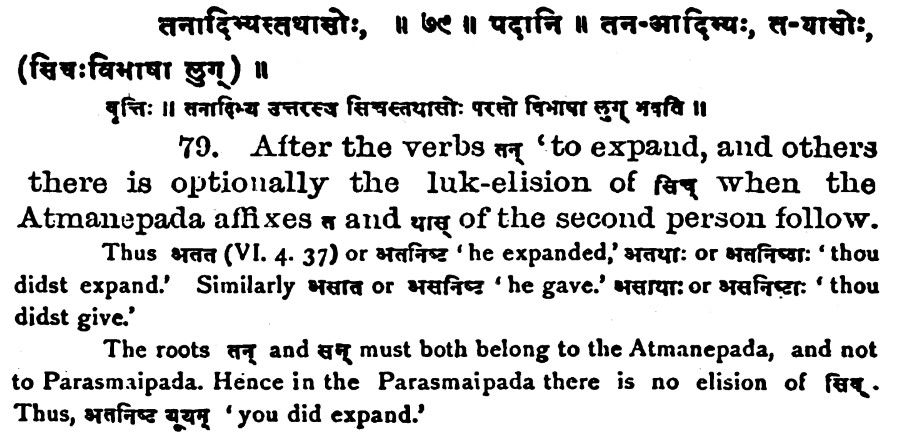 तनादिभ्यस्तथासोः, ॥ ७९ ॥ पदानि ॥ तन-आदिभ्यः, त-थासोः,
(सिचःविभाषा लुग्) ॥
वृत्तिः ॥ तनादिभ्य उत्तरस्य सिचस्तथासोः परतो विभाषा लुग् भवति ॥
79. After the verbs तन् ‘to expand, and others
there is optionally the luk-elision of सिच् when the
Atmanepada affixes त and थास् of the second person follow.
Thus अतत (VI. 4. 37) or अतनिष्ट ‘he expanded,’ अतथाः or अतनिष्ठाः ‘thou
didst expand.’ Similarly असात or असनिष्ट ‘he gave.’ असाथाः or असनिष्टाः ‘thou
didst give.’
The roots तन् and सन् must both belong to the Atmanepada, and not
to Parasmaipada. Hence in the Parasmaipada there is no elision of सिच्.
Thus, अतनिष्ट यूयम् ‘you did expand.’